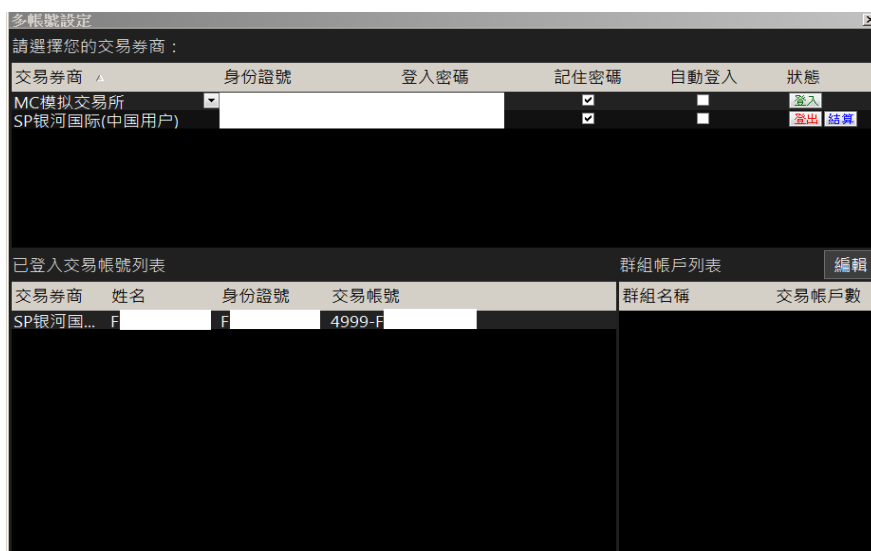 多帳號設定
請選擇您的交易券商：
交易券商 身份證號 登入密碼 記住密碼 自動登入 狀態
MC模拟交易所 登入
SP银河国际(中国用户) 登出 結算
已登入交易帳號列表 群組帳戶列表 編輯
交易券商 姓名 身份證號 交易帳號 群組名稱 交易帳戶數
SP银河国... F F 4999-F